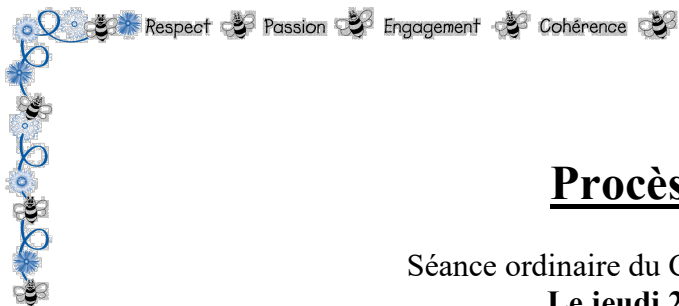 Respect Passion Engagement Cohérence
Procès
Séance ordinaire du
Le jeudi 2